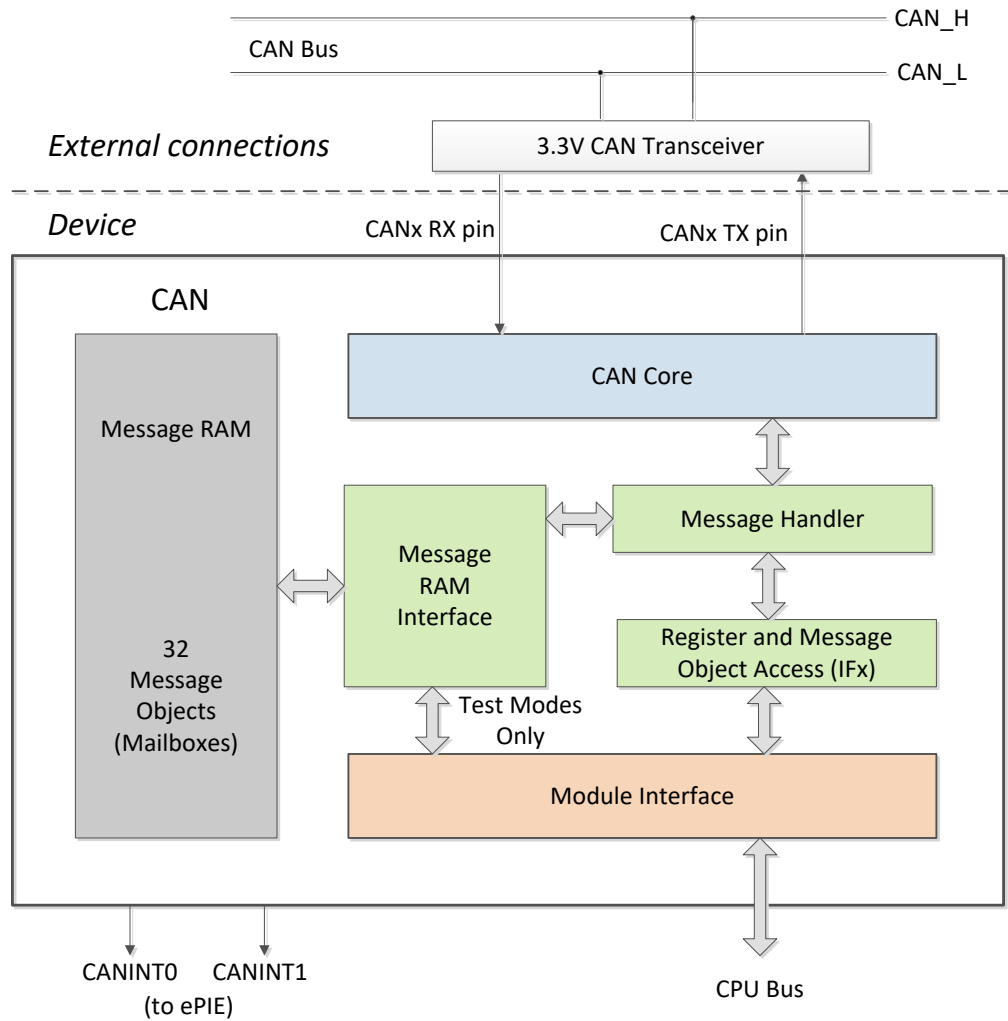 CAN_H
CAN Bus
CAN_L
External connections
3.3V CAN Transceiver
Device
CANx RX pin
CANx TX pin
CAN
CAN Core
Message RAM
Message Handler
Message
RAM
Interface
32
Message
Objects
(Mailboxes)
Register and Message
Object Access (IFx)
Test Modes
Only
Module Interface
CANINT0
CANINT1
(to ePIE)
CPU Bus